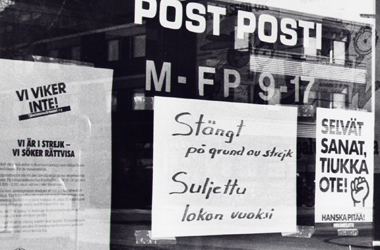 POST POSTI
M-FP 9-17
VI VIKER
INTE!
VI ÄR I STREJK -
VI SÖKER RÄTTVISA
Stängt
på grund av strejk
Suljettu
lakon vuoksi
SELVÄT
SANAT,
TIUKKA
OTE!
HANSKA PITÄÄ!